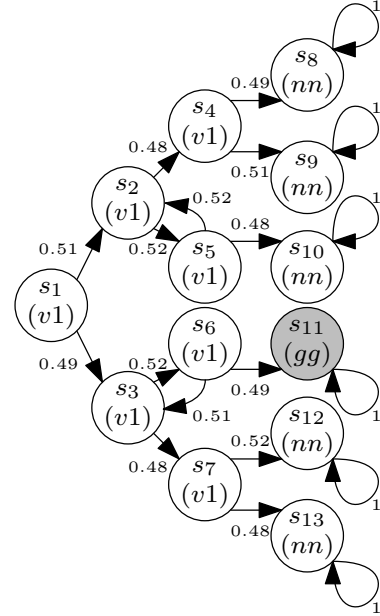 1
s8
(nn)
0.49
s4
(v1)
1
0.48
s9
(nn)
0.51
s2
(v1)
0.52
1
0.52
s5
(v1)
0.48
s10
(nn)
0.51
s1
(v1)
s6
(v1)
s11
(gg)
0.49
0.52
0.49
s3
(v1)
0.51
1
s12
(nn)
0.48
s7
(v1)
0.52
1
s13
(nn)
0.48
1